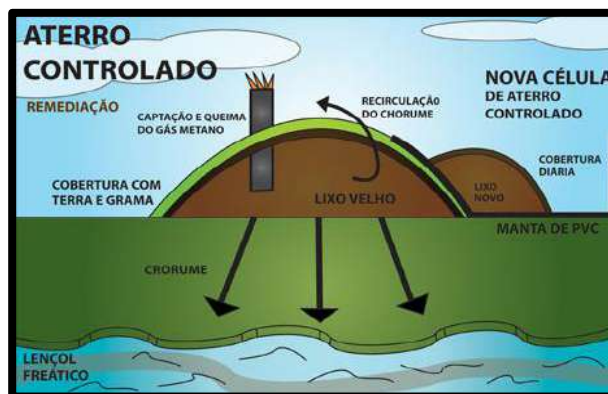 ATERRO
CONTROLADO
REMEDIAÇÃO
CAPTAÇÃO E QUEIMA
DO GÁS METANO
RECIRCULAÇÃO
DO CHORUME
NOVA CÉLULA
DE ATERRO
CONTROLADO
COBERTURA
DIARIA
COBERTURA COM
TERRA E GRAMA
LIXO VELHO
LIXO
NOVO
MANTA DE PVC
CRORUME
LENÇOL
FREÁTICO